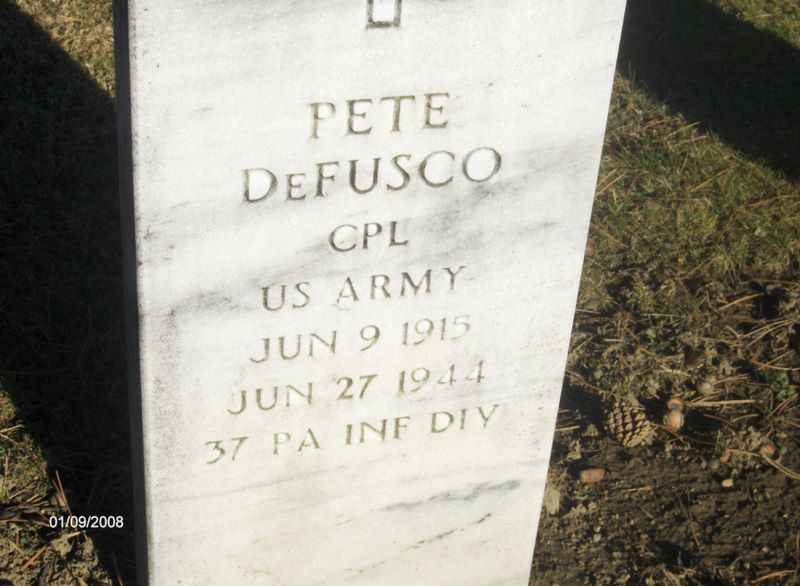 PETE
DeFUSCO
CPL
US ARMY
JUN 9 1915
JUN 27 1944
37 PA INF DIV
01/09/2008